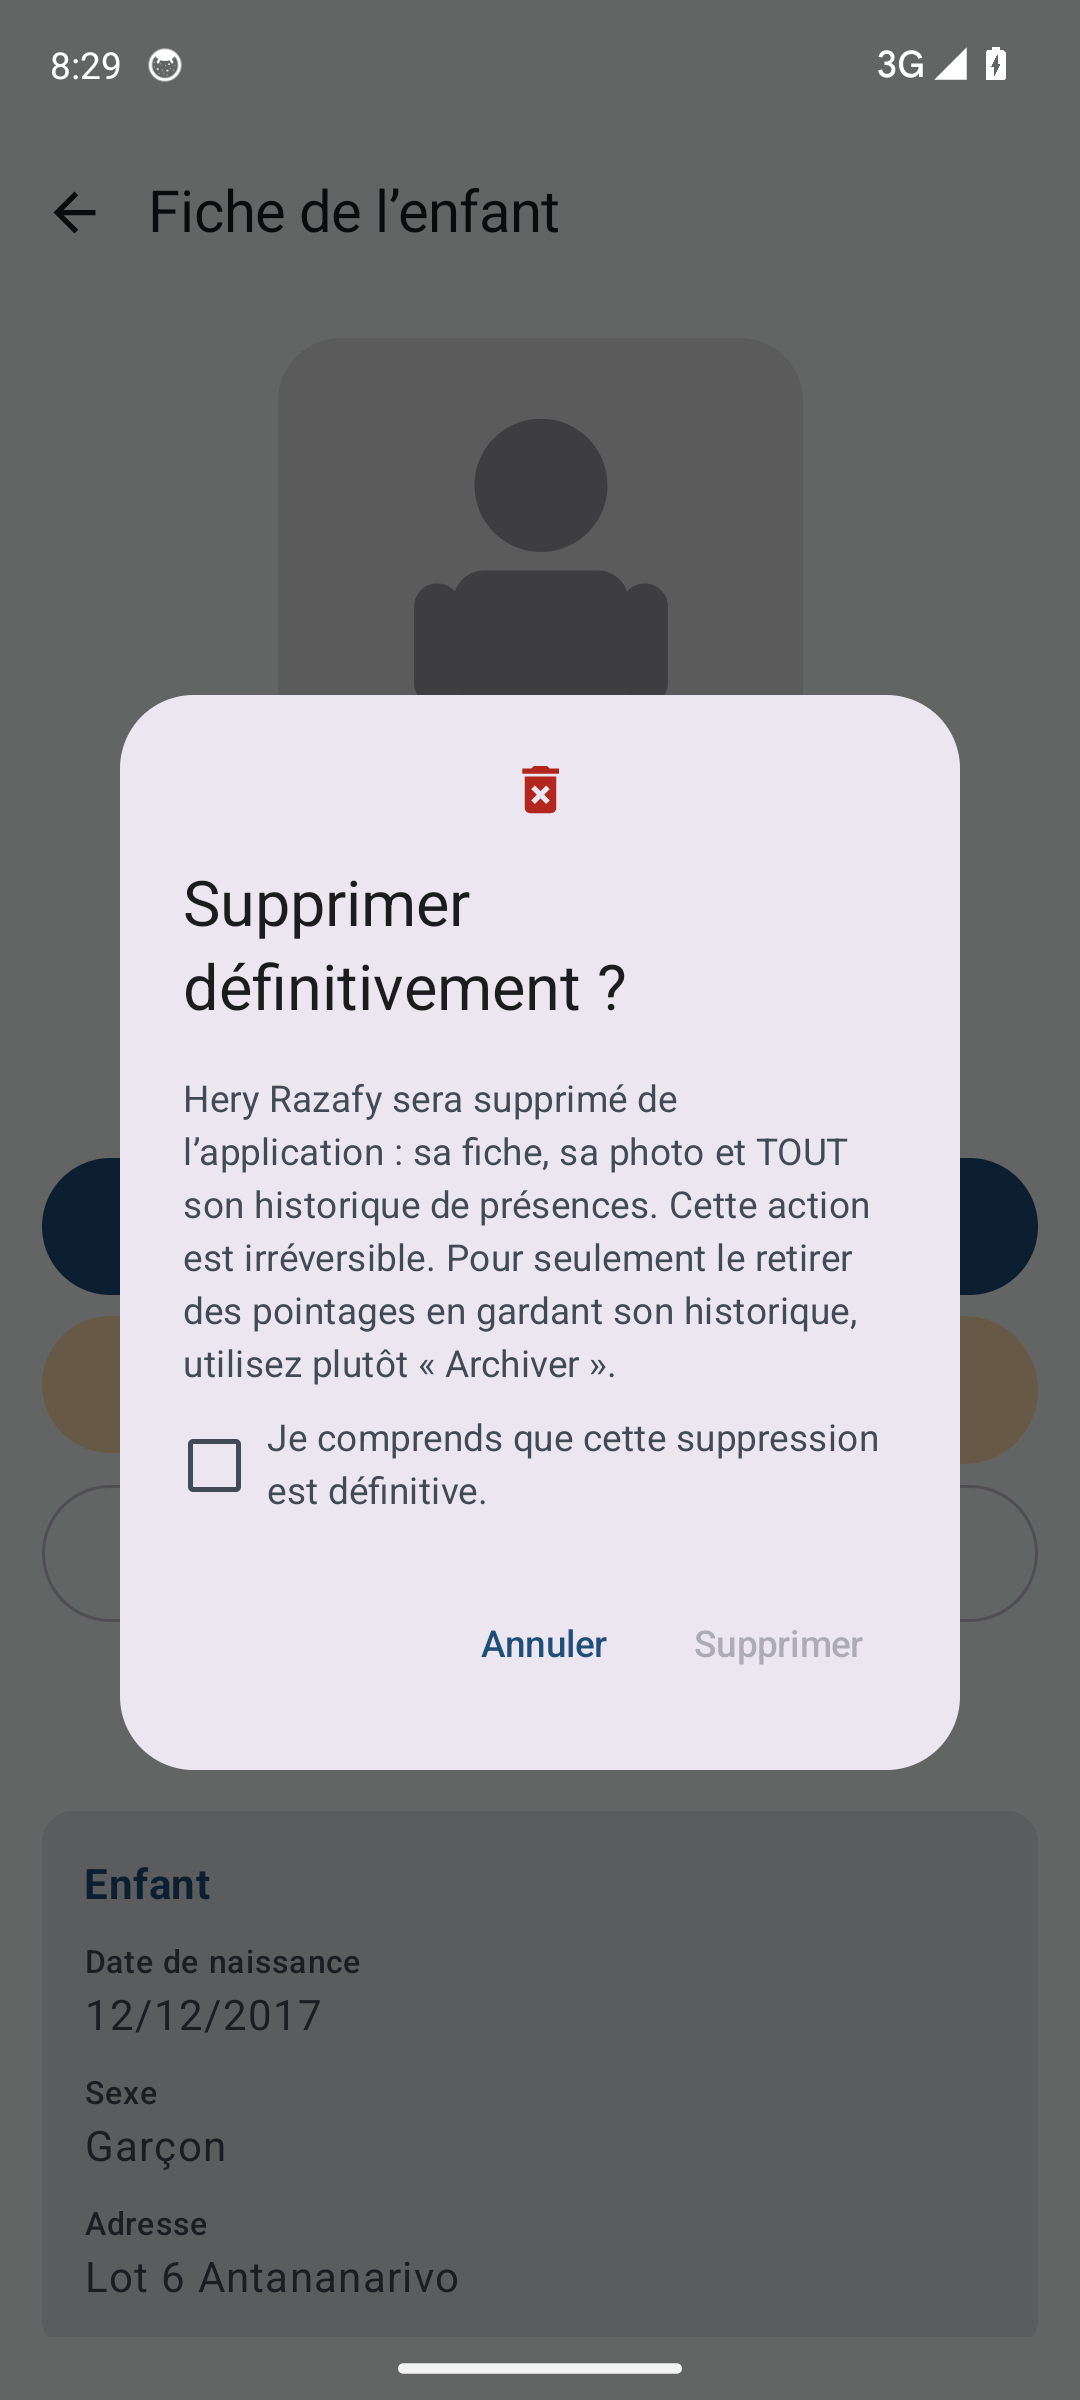 8:29
3G
Fiche de l’enfant
Supprimer
définitivement ?
Hery Razafy sera supprimé de
l’application : sa fiche, sa photo et TOUT
son historique de présences. Cette action
est irréversible. Pour seulement le retirer
des pointages en gardant son historique,
utilisez plutôt « Archiver ».
Je comprends que cette suppression
est définitive.
Annuler
Supprimer
Enfant
Date de naissance
12/12/2017
Sexe
Garçon
Adresse
Lot 6 Antananarivo